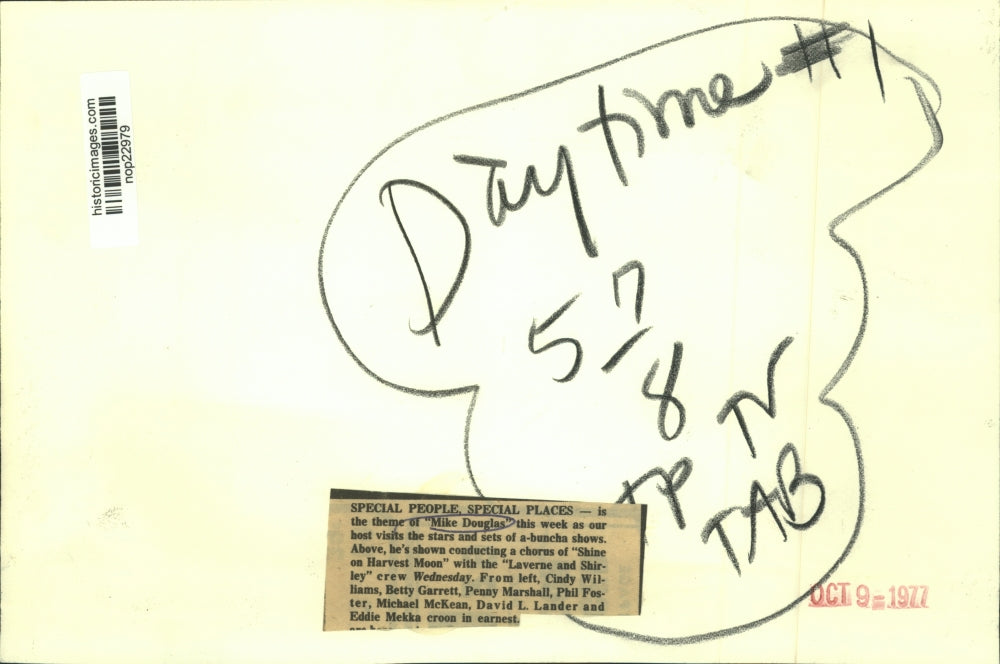 historicimages.com
nop22979
Daytime #1
5 7/8
TP TV
TAB
SPECIAL PEOPLE, SPECIAL PLACES — is
the theme of "Mike Douglas" this week as our
host visits the stars and sets of a-buncha shows.
Above, he's shown conducting a chorus of "Shine
on Harvest Moon" with the "Laverne and Shir-
ley" crew Wednesday. From left, Cindy Wil-
liams, Betty Garrett, Penny Marshall, Phil Fos-
ter, Michael McKean, David L. Lander and
Eddie Mekka croon in earnest.
OCT 9 - 1977